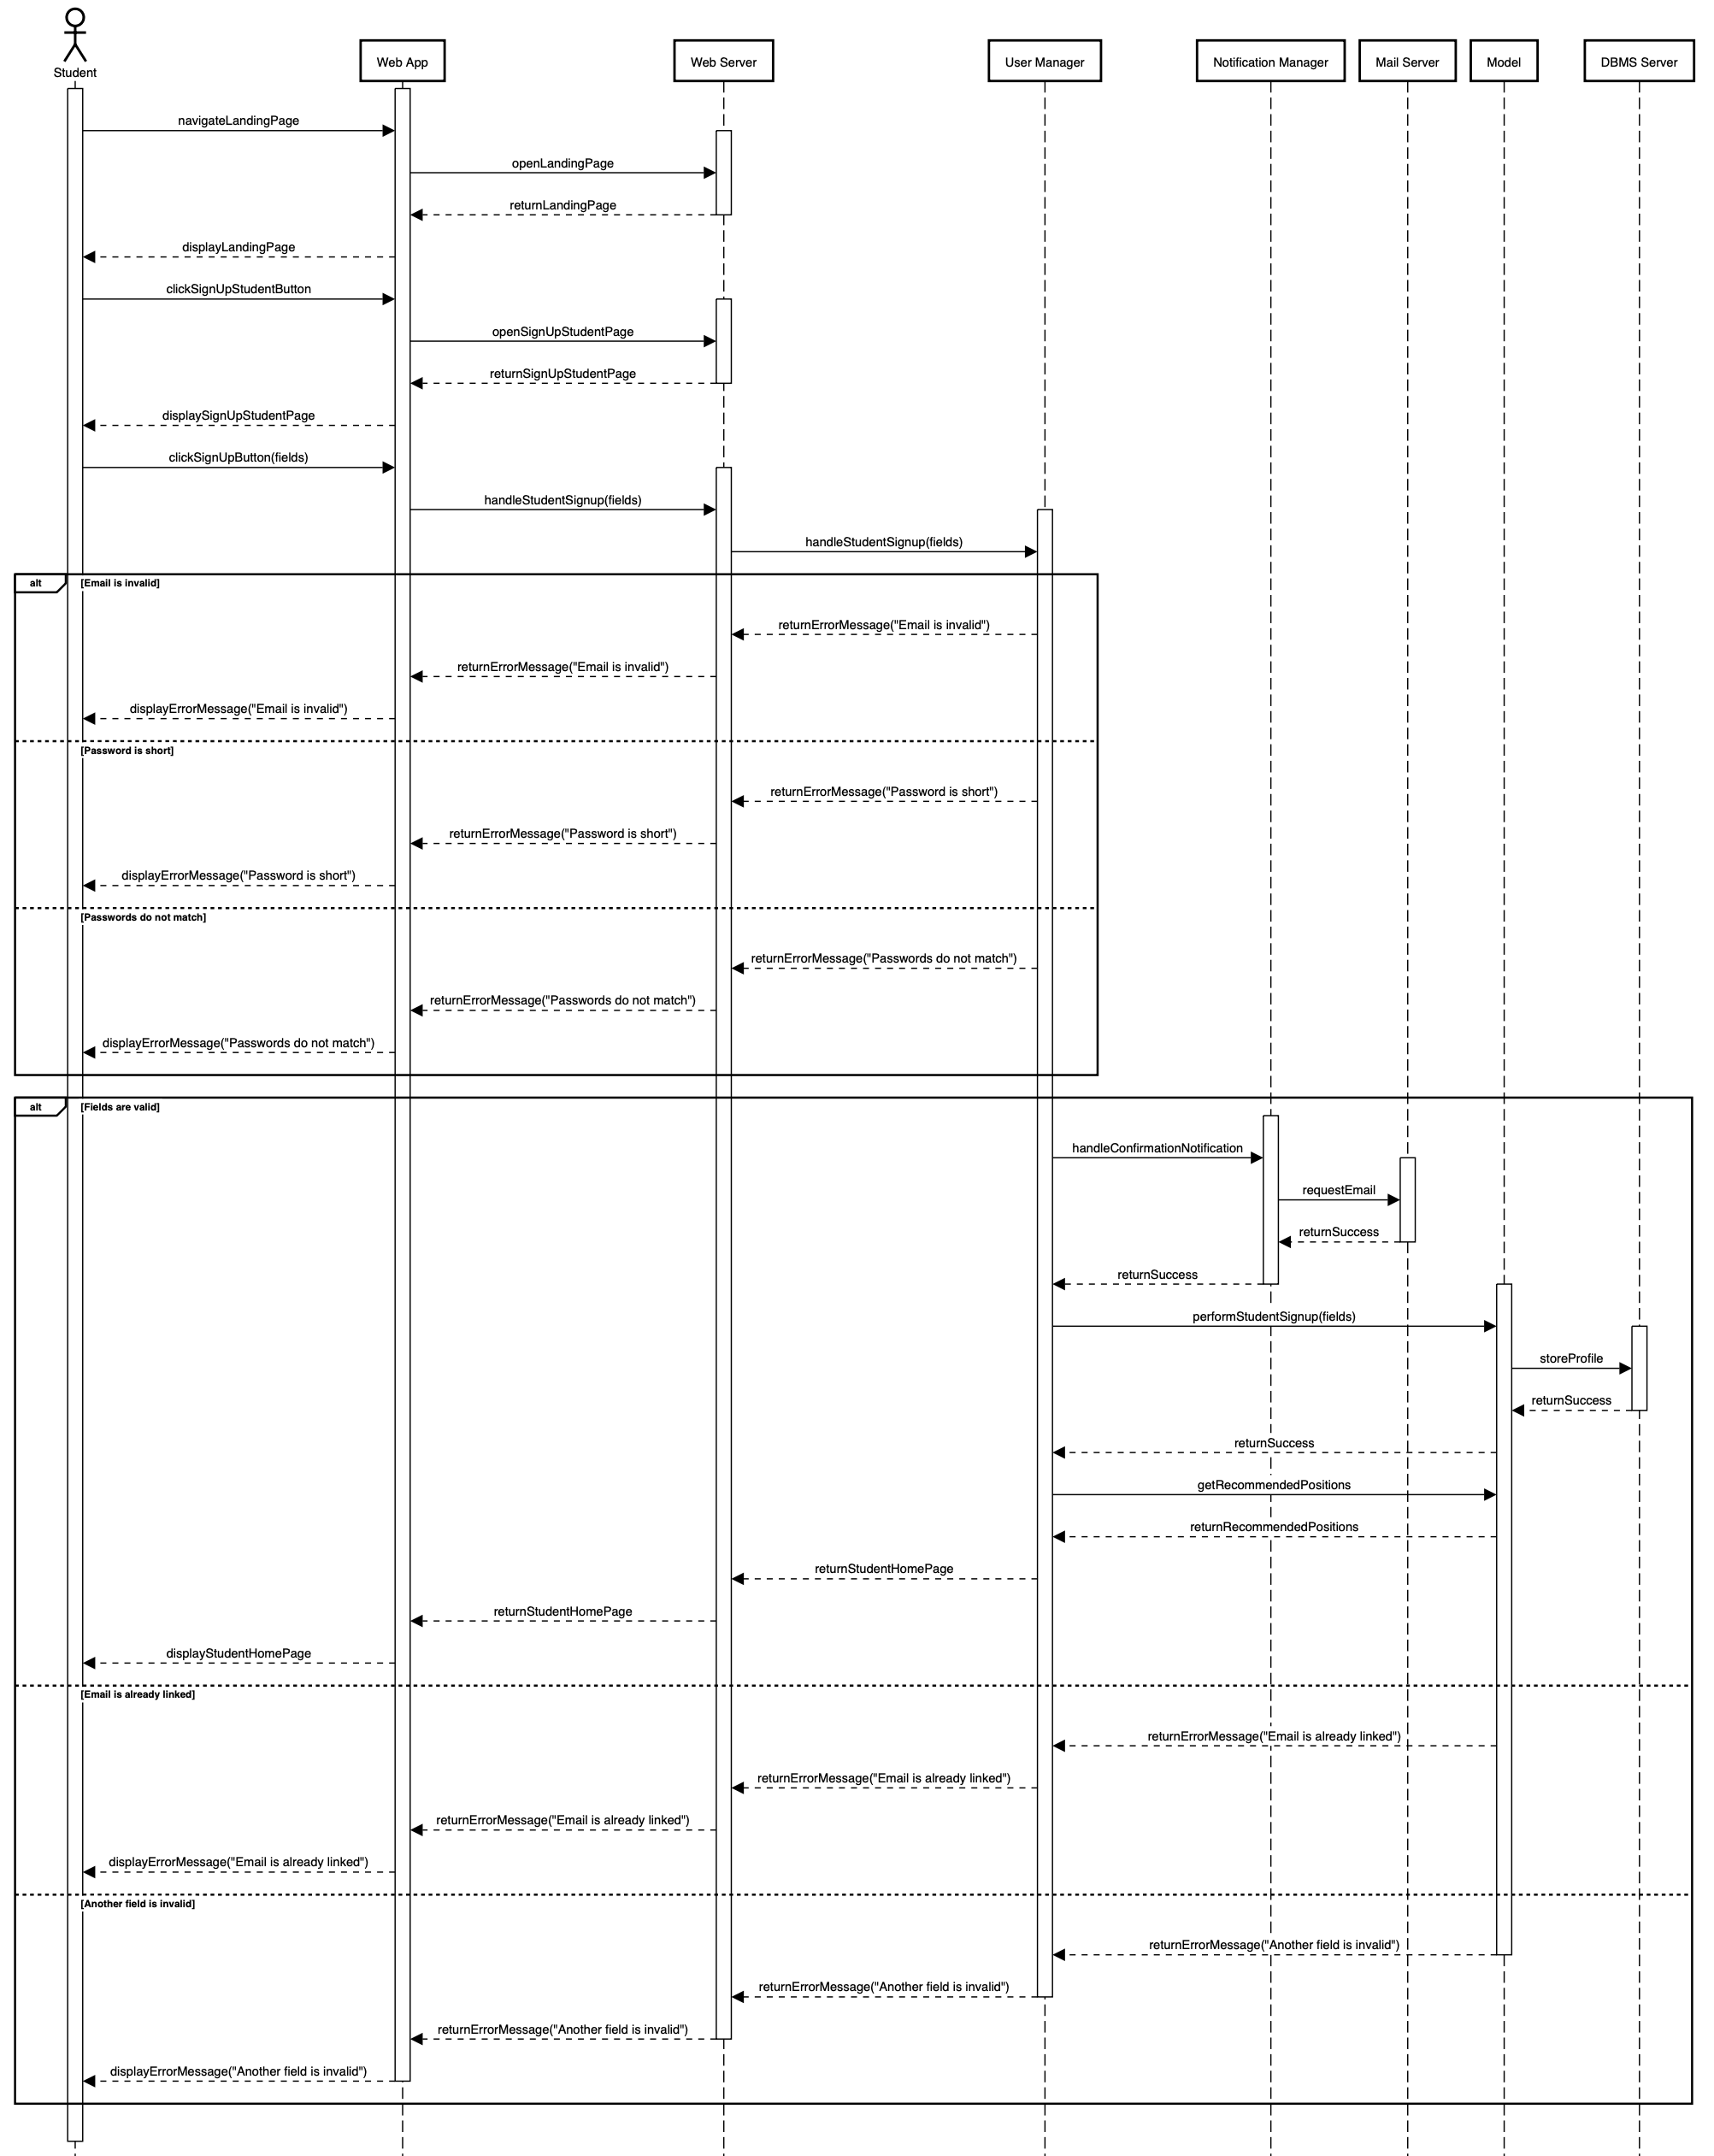 Student
Web App
Web Server
User Manager
Notification Manager
Mail Server
Model
DBMS Server
navigateLandingPage
openLandingPage
returnLandingPage
displayLandingPage
clickSignUpStudentButton
openSignUpStudentPage
returnSignUpStudentPage
displaySignUpStudentPage
clickSignUpButton(fields)
handleStudentSignup(fields)
handleStudentSignup(fields)
alt
[Email is invalid]
returnErrorMessage("Email is invalid")
returnErrorMessage("Email is invalid")
displayErrorMessage("Email is invalid")
[Password is short]
returnErrorMessage("Password is short")
returnErrorMessage("Password is short")
displayErrorMessage("Password is short")
[Passwords do not match]
returnErrorMessage("Passwords do not match")
returnErrorMessage("Passwords do not match")
displayErrorMessage("Passwords do not match")
alt
[Fields are valid]
handleConfirmationNotification
requestEmail
returnSuccess
returnSuccess
performStudentSignup(fields)
storeProfile
returnSuccess
returnSuccess
getRecommendedPositions
returnRecommendedPositions
returnStudentHomePage
returnStudentHomePage
displayStudentHomePage
[Email is already linked]
returnErrorMessage("Email is already linked")
returnErrorMessage("Email is already linked")
returnErrorMessage("Email is already linked")
displayErrorMessage("Email is already linked")
[Another field is invalid]
returnErrorMessage("Another field is invalid")
returnErrorMessage("Another field is invalid")
returnErrorMessage("Another field is invalid")
displayErrorMessage("Another field is invalid")